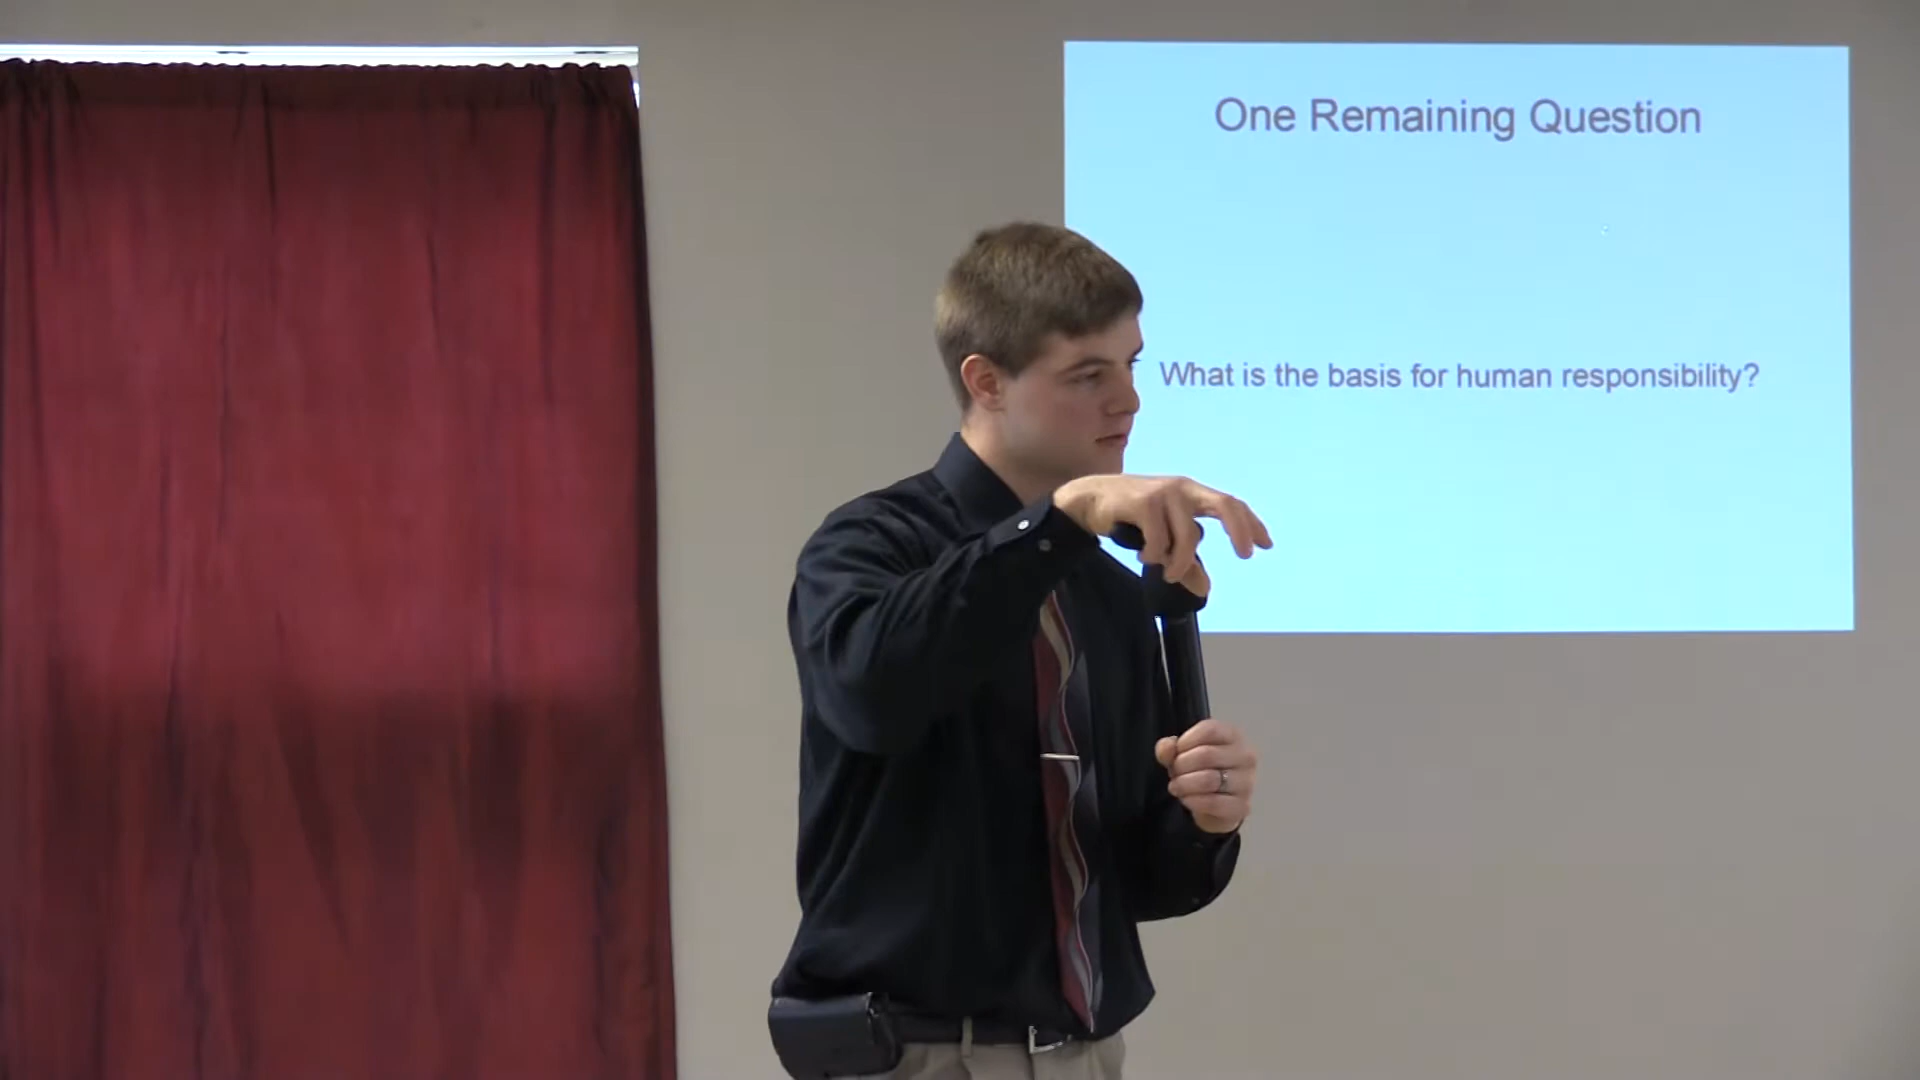 One Remaining Question
What is the basis for human responsibility?